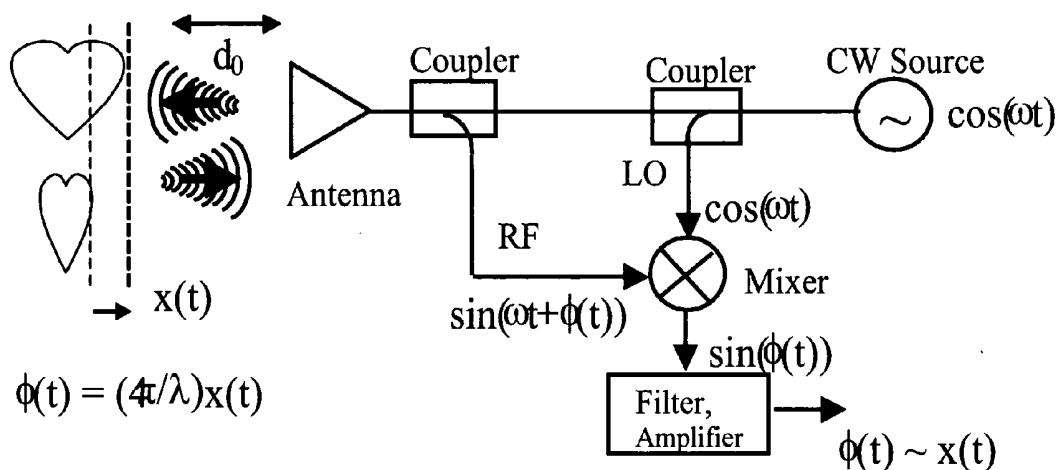 d₀
Coupler
Coupler
CW Source
~
cos(ωt)
Antenna
LO
cos(ωt)
RF
Mixer
x(t)
sin(ωt+ϕ(t))
sin(ϕ(t))
ϕ(t) = (4π/λ)x(t)
Filter,
Amplifier
ϕ(t) ~ x(t)